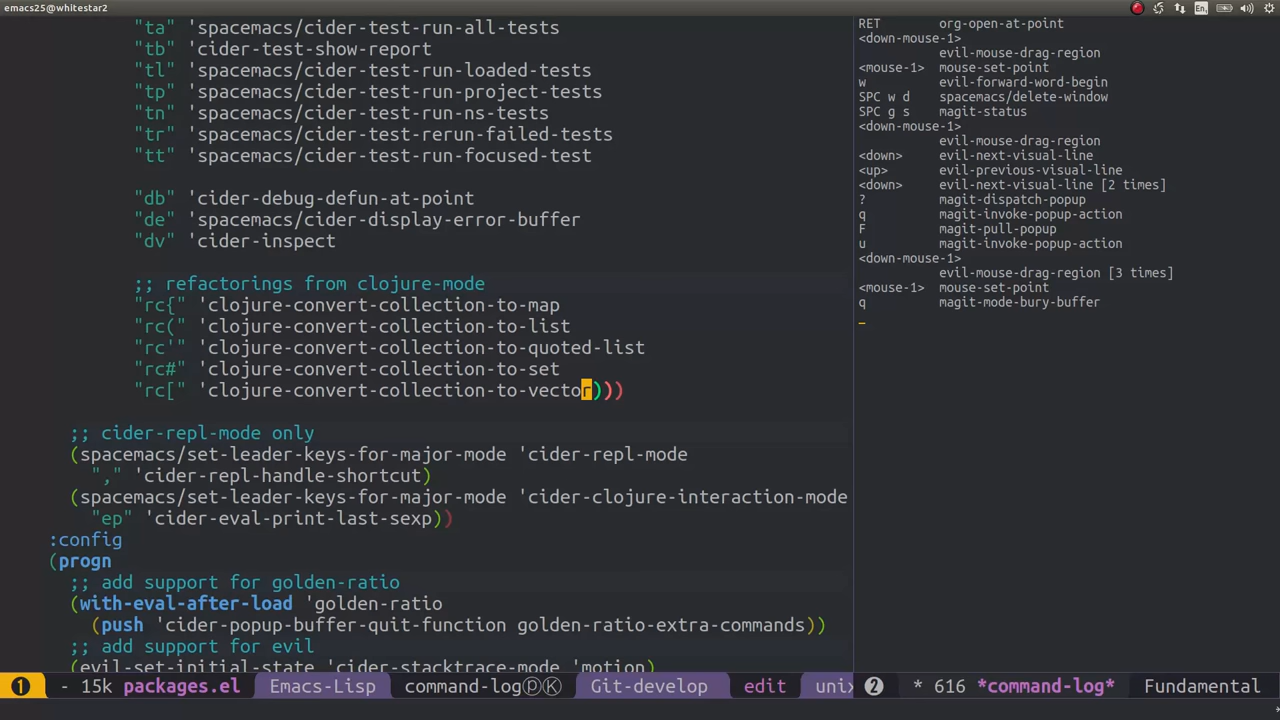 emacs25@whitestar2
En
"ta" 'spacemacs/cider-test-run-all-tests
"tb" 'cider-test-show-report
"tl" 'spacemacs/cider-test-run-loaded-tests
"tp" 'spacemacs/cider-test-run-project-tests
"tn" 'spacemacs/cider-test-run-ns-tests
"tr" 'spacemacs/cider-test-rerun-failed-tests
"tt" 'spacemacs/cider-test-run-focused-test
"db" 'cider-debug-defun-at-point
"de" 'spacemacs/cider-display-error-buffer
"dv" 'cider-inspect
;; refactorings from clojure-mode
"rc{" 'clojure-convert-collection-to-map
"rc(" 'clojure-convert-collection-to-list
"rc'" 'clojure-convert-collection-to-quoted-list
"rc#" 'clojure-convert-collection-to-set
"rc[" 'clojure-convert-collection-to-vector)))
;; cider-repl-mode only
(spacemacs/set-leader-keys-for-major-mode 'cider-repl-mode
"," 'cider-repl-handle-shortcut)
(spacemacs/set-leader-keys-for-major-mode 'cider-clojure-interaction-mode
"ep" 'cider-eval-print-last-sexp))
:config
(progn
;; add support for golden-ratio
(with-eval-after-load 'golden-ratio
(push 'cider-popup-buffer-quit-function golden-ratio-extra-commands))
;; add support for evil
(evil-set-initial-state 'cider-stacktrace-mode 'motion)
❶ - 15k packages.el Emacs-Lisp command-logⓟⓀ Git-develop edit unix
RET org-open-at-point
<down-mouse-1>
evil-mouse-drag-region
<mouse-1> mouse-set-point
w evil-forward-word-begin
SPC w d spacemacs/delete-window
SPC g s magit-status
<down-mouse-1>
evil-mouse-drag-region
<down> evil-next-visual-line
<up> evil-previous-visual-line
<down> evil-next-visual-line [2 times]
? magit-dispatch-popup
q magit-invoke-popup-action
F magit-pull-popup
u magit-invoke-popup-action
<down-mouse-1>
evil-mouse-drag-region [3 times]
<mouse-1> mouse-set-point
q magit-mode-bury-buffer
❷ * 616 *command-log* Fundamental